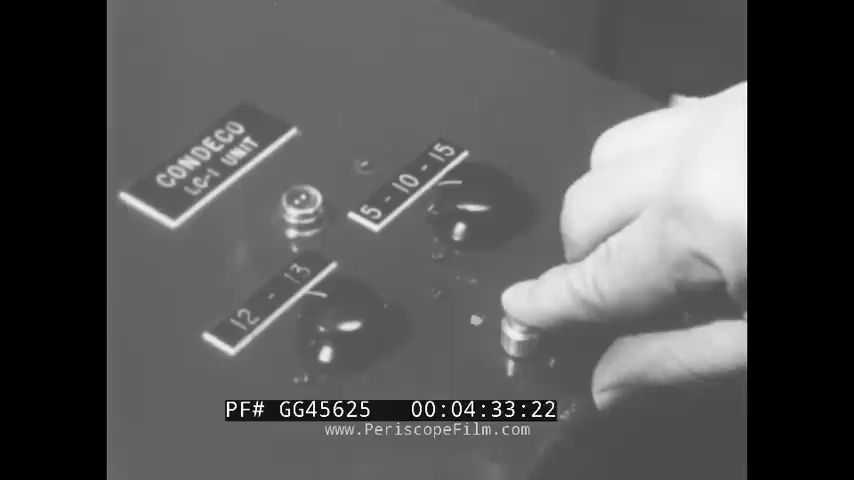 CONDECO
LC-1 UNIT
5-10-15
12-13
PF# GG45625 00:04:33:22
www.PeriscopeFilm.com